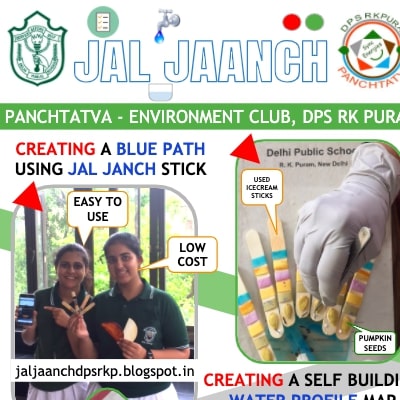 JAL JAANCH
DPS RKPURAM
PANCHTATVA
PANCHTATVA - ENVIRONMENT CLUB, DPS RK PURA
CREATING A BLUE PATH
USING JAL JANCH STICK
EASY TO
USE
LOW
COST
jaljaanchdpsrkp.blogspot.in
Delhi Public School
R. K. Puram, New Delhi
USED
ICECREAM
STICKS
PUMPKIN
SEEDS
CREATING A SELF BUILDI
WATER PROFILE MAP